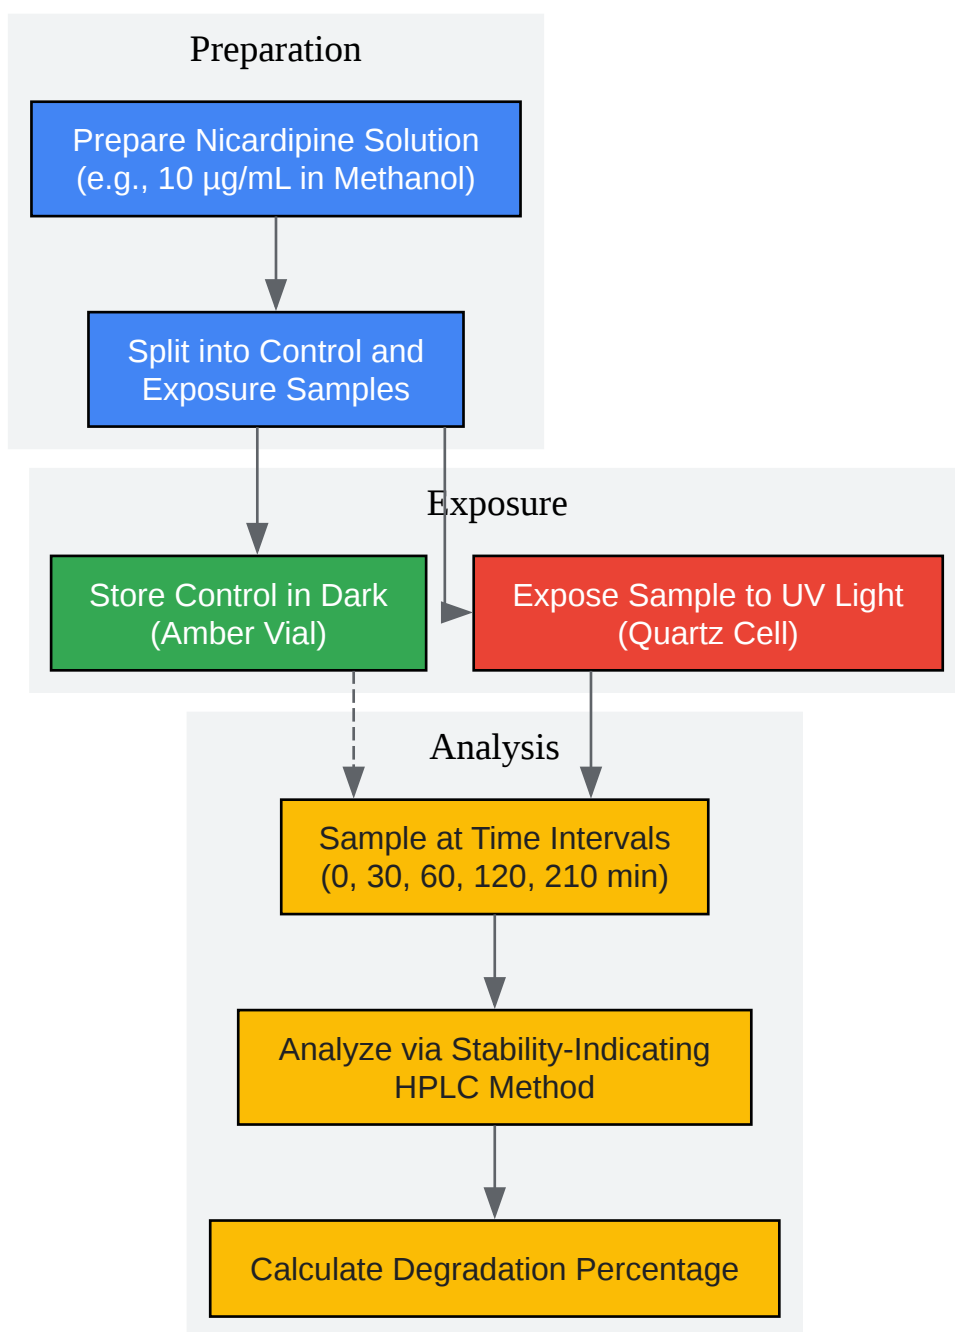 Preparation
Prepare Nicardipine Solution
(e.g., 10 µg/mL in Methanol)
Split into Control and
Exposure Samples
Exposure
Store Control in Dark
(Amber Vial)
Expose Sample to UV Light
(Quartz Cell)
Analysis
Sample at Time Intervals
(0, 30, 60, 120, 210 min)
Analyze via Stability-Indicating
HPLC Method
Calculate Degradation Percentage